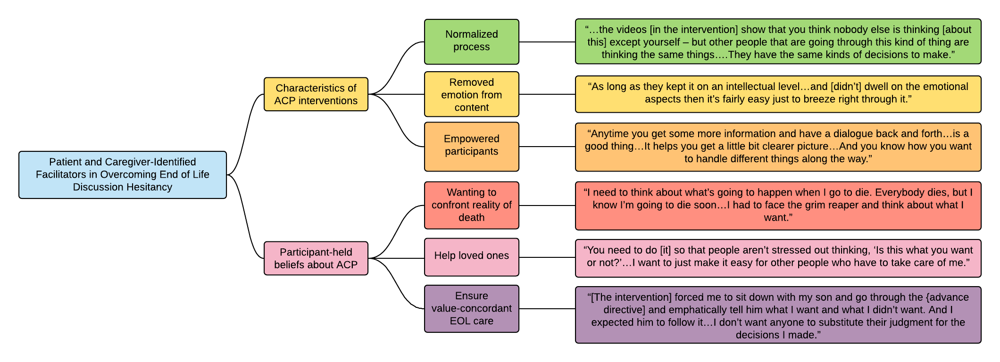 Patient and Caregiver-Identified
Facilitators in Overcoming End of Life
Discussion Hesitancy
Characteristics of
ACP interventions
Normalized
process
“…the videos [in the intervention] show that you think nobody else is thinking [about
this] except yourself – but other people that are going through this kind of thing are
thinking the same things….They have the same kinds of decisions to make.”
Removed
emotion from
content
“As long as they kept it on an intellectual level…and [didn’t] dwell on the emotional
aspects then it’s fairly easy just to breeze right through it.”
Empowered
participants
“Anytime you get some more information and have a dialogue back and forth…is a
good thing…It helps you get a little bit clearer picture…And you know how you want
to handle different things along the way.”
Participant-held
beliefs about ACP
Wanting to
confront reality of
death
“I need to think about what’s going to happen when I go to die. Everybody dies, but I
know I’m going to die soon…I had to face the grim reaper and think about what I
want.”
Help loved ones
“You need to do [it] so that people aren’t stressed out thinking, ‘Is this what you want
or not?’…I want to just make it easy for other people who have to take care of me.”
Ensure
value-concordant
EOL care
“[The intervention] forced me to sit down with my son and go through the {advance
directive] and emphatically tell him what I want and what I didn’t want. And I
expected him to follow it…I don’t want anyone to substitute their judgment for the
decisions I made.”